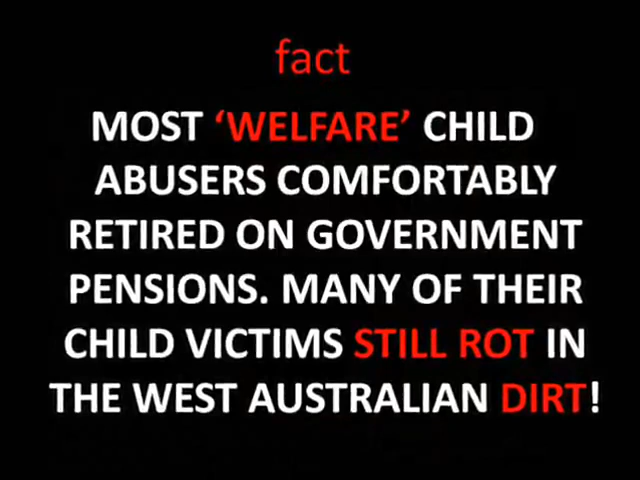 fact
MOST ‘WELFARE’ CHILD
ABUSERS COMFORTABLY
RETIRED ON GOVERNMENT
PENSIONS. MANY OF THEIR
CHILD VICTIMS STILL ROT IN
THE WEST AUSTRALIAN DIRT!